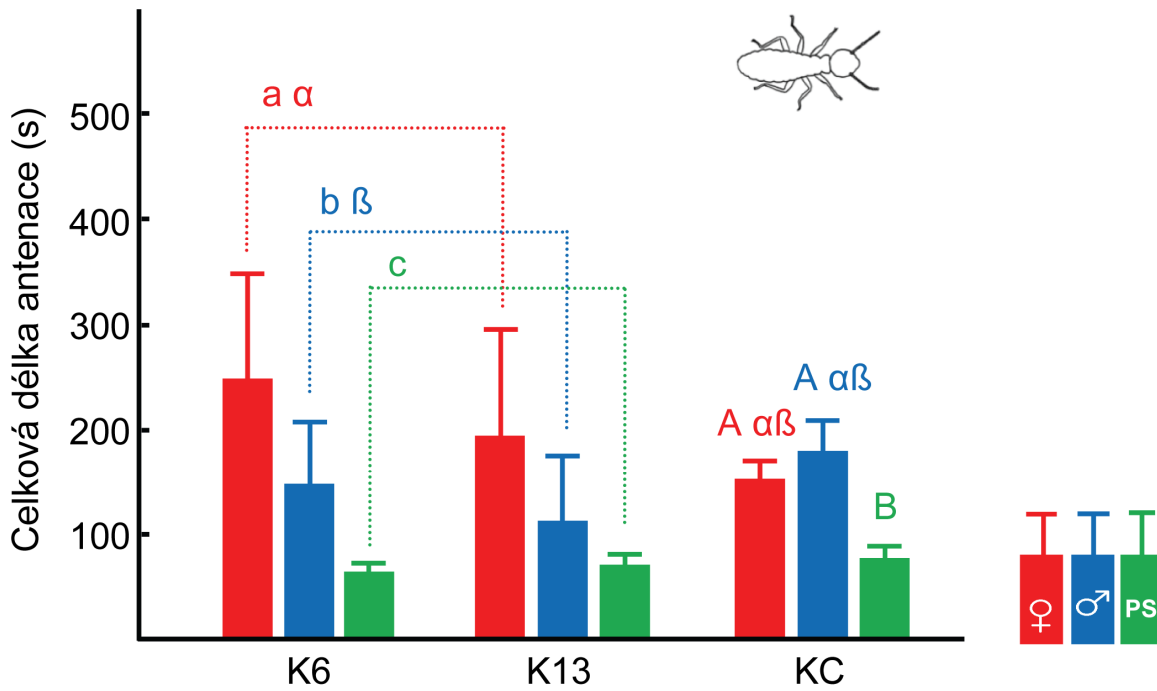 Celková délka antenace (s)
500
400
300
200
100
a α
b ß
c
A αß
A αß
B
K6
K13
KC
♀
♂
PS